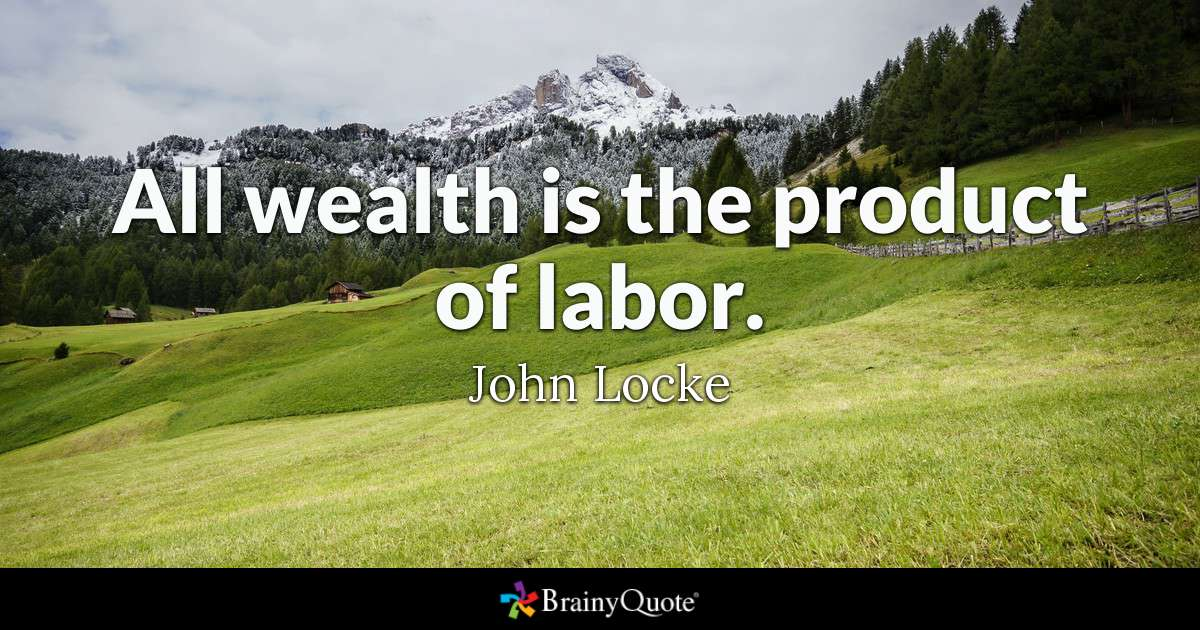 All wealth is the product
of labor.
John Locke
BrainyQuote®